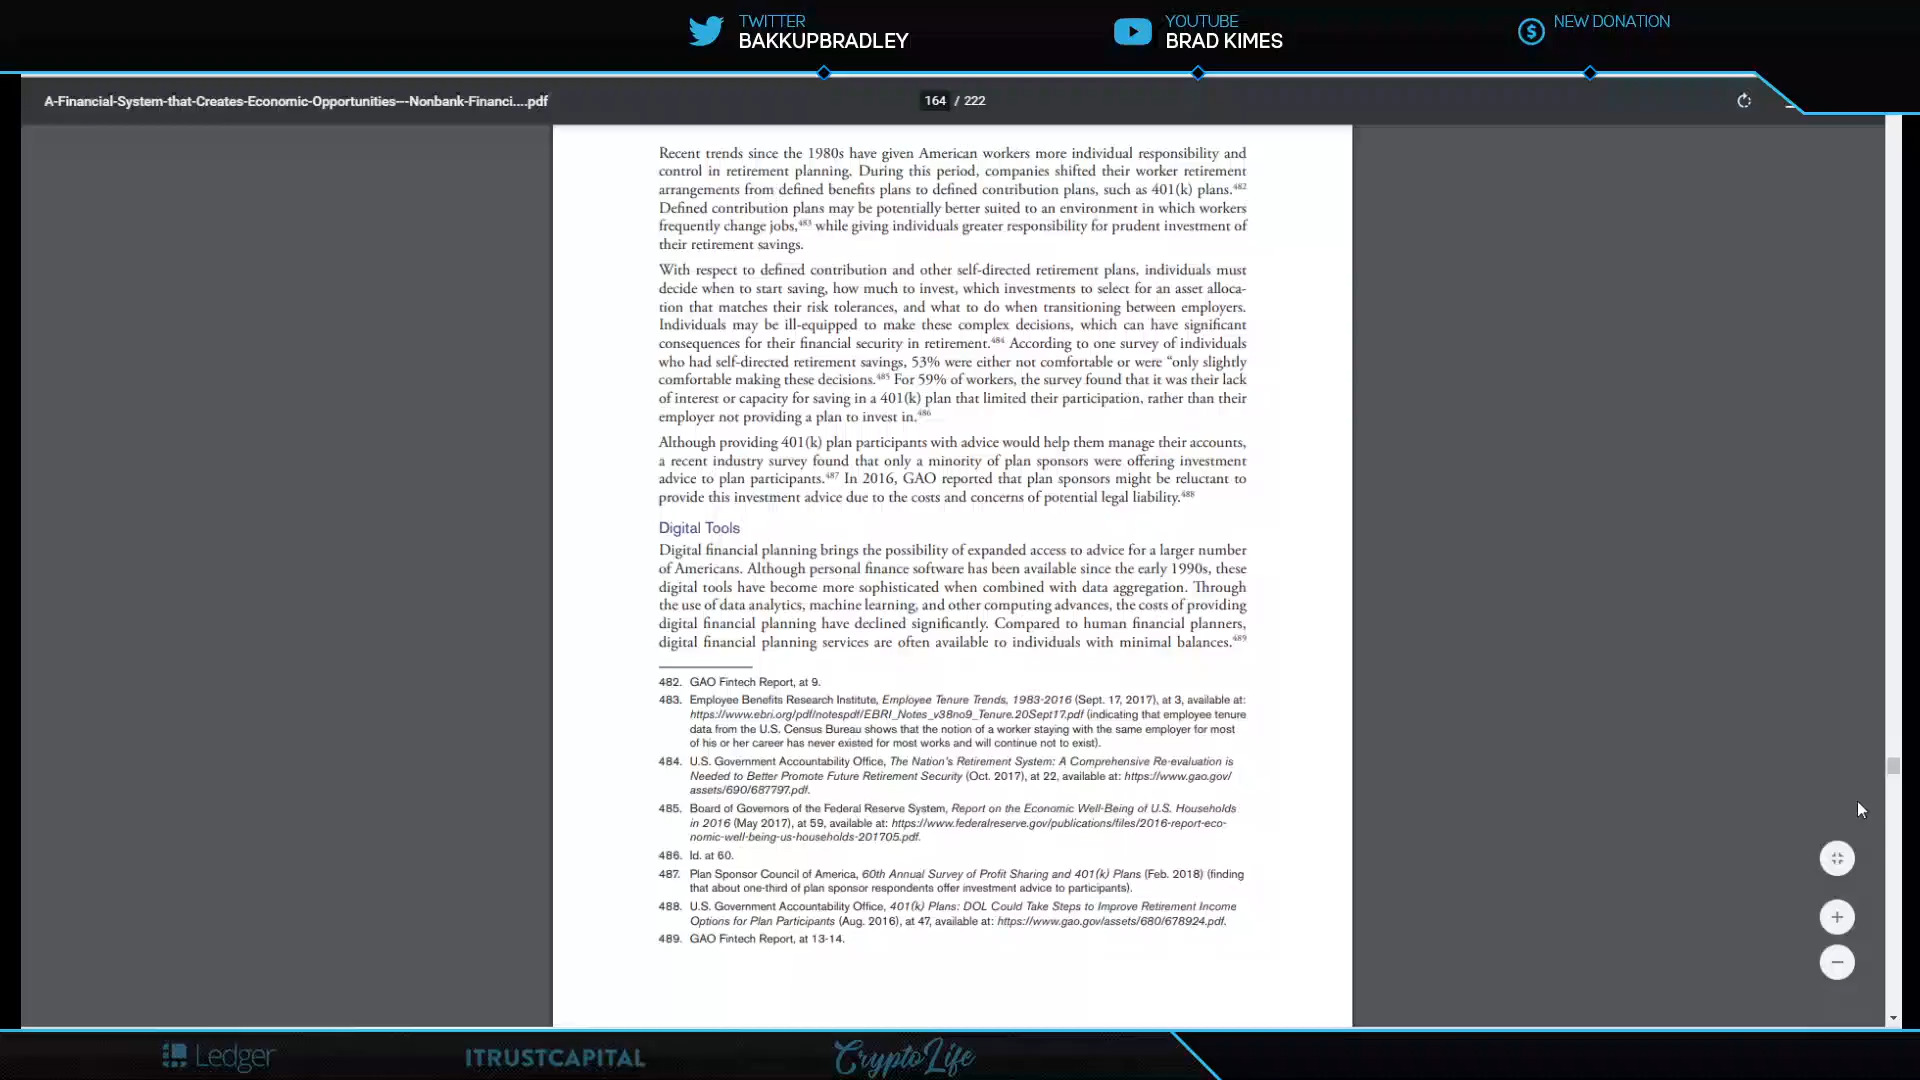 TWITTER
BAKKUPBRADLEY
YOUTUBE
BRAD KIMES
NEW DONATION
A-Financial-System-that-Creates-Economic-Opportunities---Nonbank-Financi....pdf
164 / 222
Recent trends since the 1980s have given American workers more individual responsibility and
control in retirement planning. During this period, companies shifted their worker retirement
arrangements from defined benefits plans to defined contribution plans, such as 401(k) plans.482
Defined contribution plans may be potentially better suited to an environment in which workers
frequently change jobs,483 while giving individuals greater responsibility for prudent investment of
their retirement savings.
With respect to defined contribution and other self-directed retirement plans, individuals must
decide when to start saving, how much to invest, which investments to select for an asset alloca-
tion that matches their risk tolerances, and what to do when transitioning between employers.
Individuals may be ill-equipped to make these complex decisions, which can have significant
consequences for their financial security in retirement.484 According to one survey of individuals
who had self-directed retirement savings, 53% were either not comfortable or were “only slightly
comfortable making these decisions.485 For 59% of workers, the survey found that it was their lack
of interest or capacity for saving in a 401(k) plan that limited their participation, rather than their
employer not providing a plan to invest in.486
Although providing 401(k) plan participants with advice would help them manage their accounts,
a recent industry survey found that only a minority of plan sponsors were offering investment
advice to plan participants.487 In 2016, GAO reported that plan sponsors might be reluctant to
provide this investment advice due to the costs and concerns of potential legal liability.488
Digital Tools
Digital financial planning brings the possibility of expanded access to advice for a larger number
of Americans. Although personal finance software has been available since the early 1990s, these
digital tools have become more sophisticated when combined with data aggregation. Through
the use of data analytics, machine learning, and other computing advances, the costs of providing
digital financial planning have declined significantly. Compared to human financial planners,
digital financial planning services are often available to individuals with minimal balances.489
482. GAO Fintech Report, at 9.
483. Employee Benefits Research Institute, Employee Tenure Trends, 1983-2016 (Sept. 17, 2017), at 3, available at:
https://www.ebri.org/pdf/notespdf/EBRI_Notes_v38no9_Tenure.20Sept17.pdf (indicating that employee tenure
data from the U.S. Census Bureau shows that the notion of a worker staying with the same employer for most
of his or her career has never existed for most works and will continue not to exist).
484. U.S. Government Accountability Office, The Nation's Retirement System: A Comprehensive Re-evaluation is
Needed to Better Promote Future Retirement Security (Oct. 2017), at 22, available at: https://www.gao.gov/
assets/690/687797.pdf.
485. Board of Governors of the Federal Reserve System, Report on the Economic Well-Being of U.S. Households
in 2016 (May 2017), at 59, available at: https://www.federalreserve.gov/publications/files/2016-report-eco-
nomic-well-being-us-households-201705.pdf.
486. Id. at 60.
487. Plan Sponsor Council of America, 60th Annual Survey of Profit Sharing and 401(k) Plans (Feb. 2018) (finding
that about one-third of plan sponsor respondents offer investment advice to participants).
488. U.S. Government Accountability Office, 401(k) Plans: DOL Could Take Steps to Improve Retirement Income
Options for Plan Participants (Aug. 2016), at 47, available at: https://www.gao.gov/assets/680/678924.pdf.
489. GAO Fintech Report, at 13-14.
Ledger
ITRUSTCAPITAL
CryptoLife